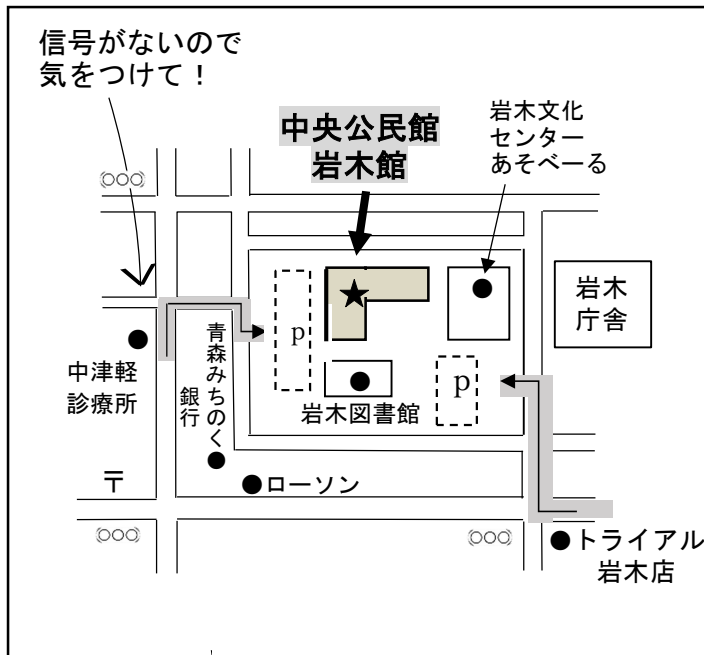 信号がないので
気をつけて！
中央公民館
岩木館
岩木文化
センター
あそべーる
岩木
庁舎
p
青森みちのく
銀行
中津軽
診療所
p
岩木図書館
〒
ローソン
トライアル
岩木店